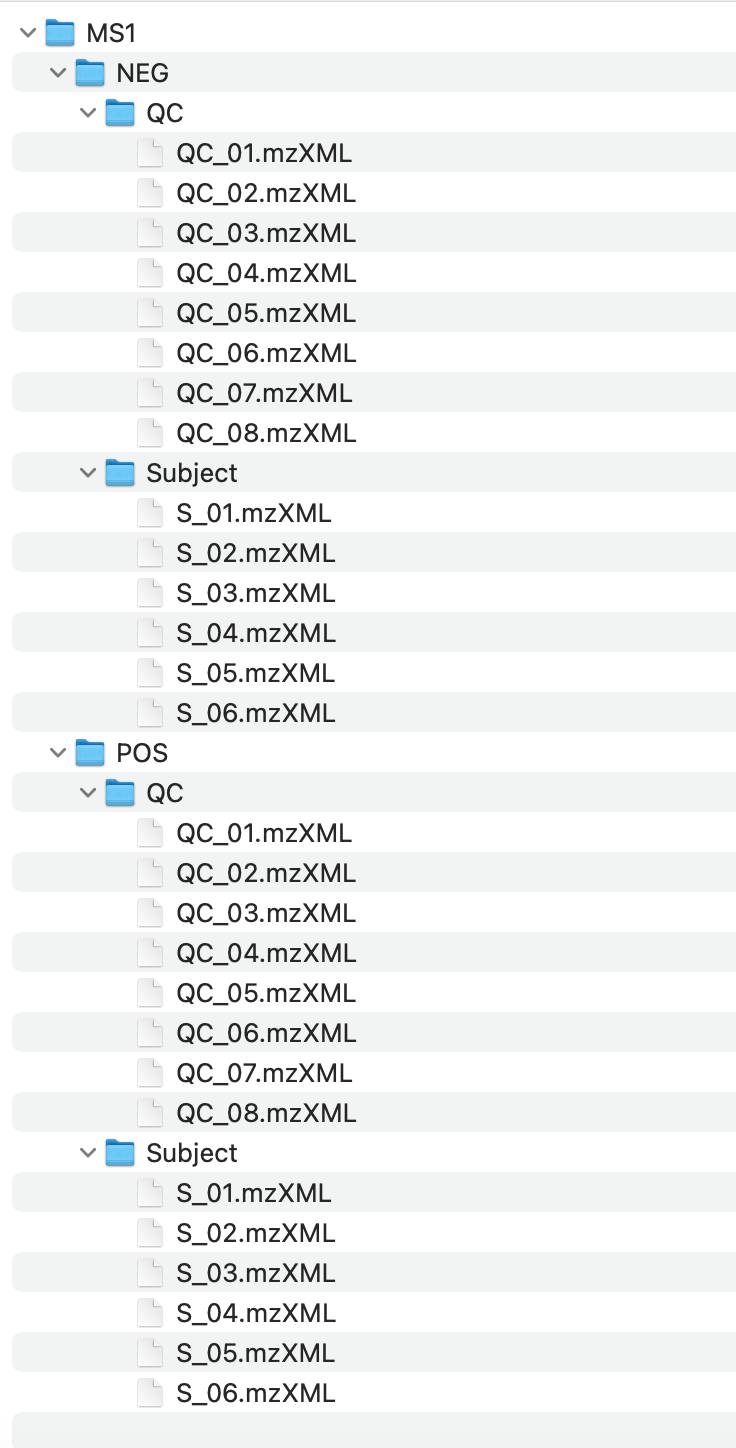 MS1
NEG
QC
QC_01.mzXML
QC_02.mzXML
QC_03.mzXML
QC_04.mzXML
QC_05.mzXML
QC_06.mzXML
QC_07.mzXML
QC_08.mzXML
Subject
S_01.mzXML
S_02.mzXML
S_03.mzXML
S_04.mzXML
S_05.mzXML
S_06.mzXML
POS
QC
QC_01.mzXML
QC_02.mzXML
QC_03.mzXML
QC_04.mzXML
QC_05.mzXML
QC_06.mzXML
QC_07.mzXML
QC_08.mzXML
Subject
S_01.mzXML
S_02.mzXML
S_03.mzXML
S_04.mzXML
S_05.mzXML
S_06.mzXML